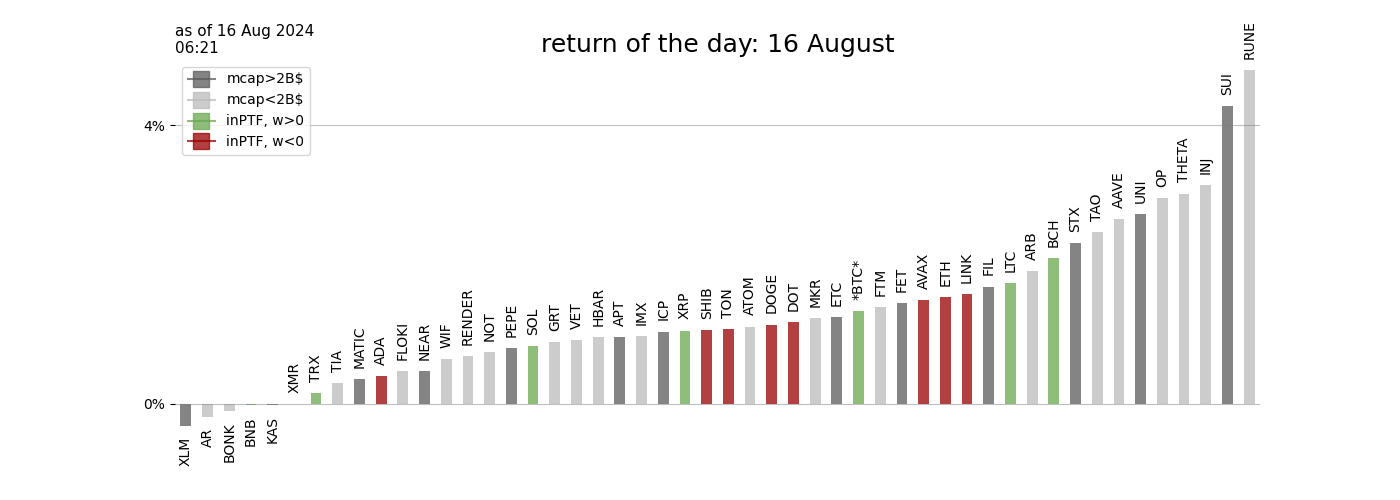 as of 16 Aug 2024
06:21
return of the day: 16 August
mcap>2B$
mcap<2B$
inPTF, w>0
inPTF, w<0
4%
0%
XLM
AR
BONK
BNB
KAS
XMR
TRX
TIA
MATIC
ADA
FLOKI
NEAR
WIF
RENDER
NOT
PEPE
SOL
GRT
VET
HBAR
APT
IMX
ICP
XRP
SHIB
TON
ATOM
DOGE
DOT
MKR
ETC
*BTC*
FTM
FET
AVAX
ETH
LINK
FIL
LTC
ARB
BCH
STX
TAO
AAVE
UNI
OP
THETA
INJ
SUI
RUNE